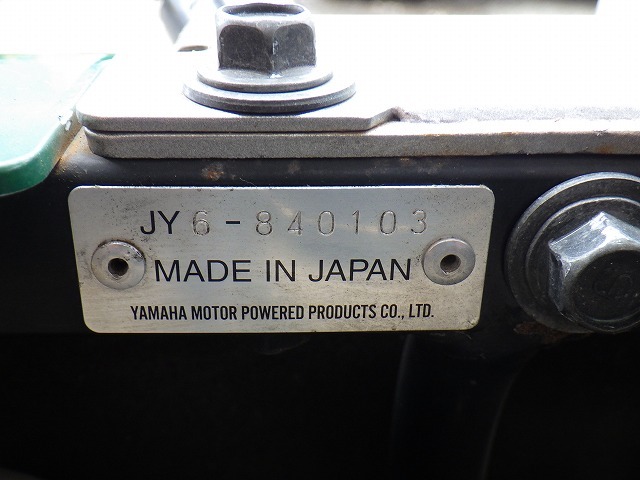 JY6-840103
MADE IN JAPAN
YAMAHA MOTOR POWERED PRODUCTS CO., LTD.